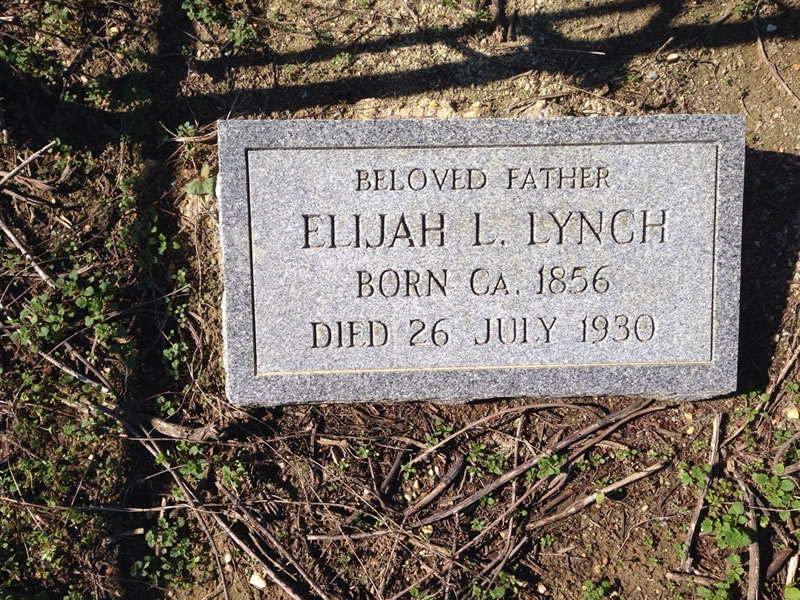 BELOVED FATHER
ELIJAH L. LYNCH
BORN CA. 1856
DIED 26 JULY 1930